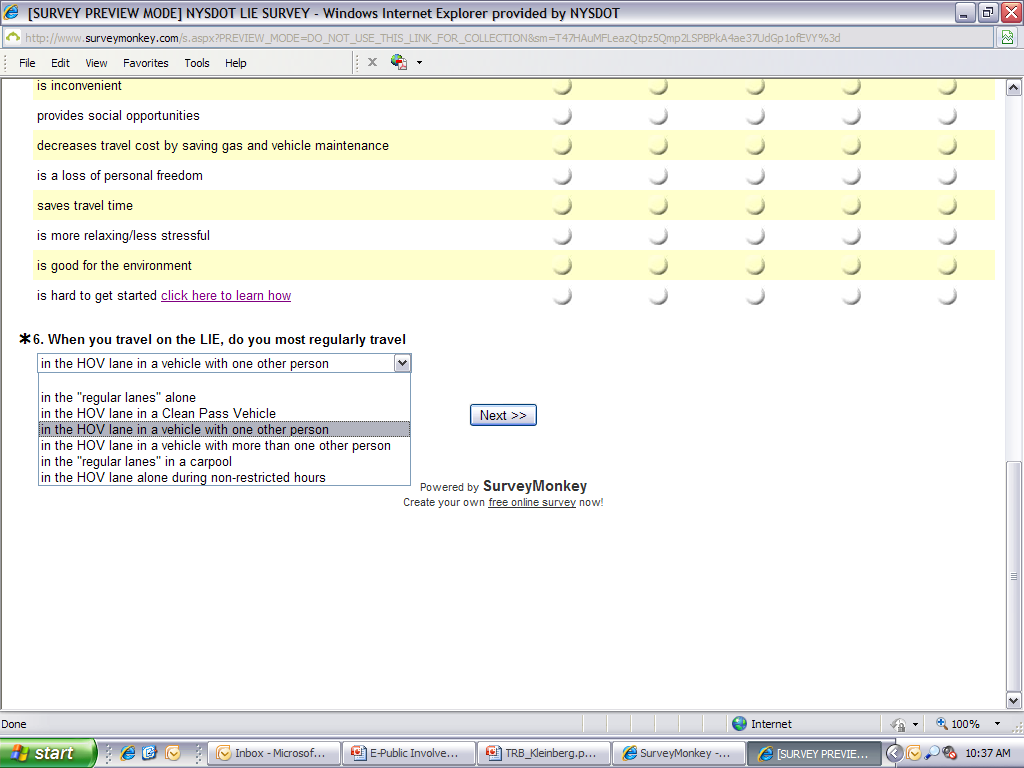 [SURVEY PREVIEW MODE] NYSDOT LIE SURVEY - Windows Internet Explorer provided by NYSDOT
http://www.surveymonkey.com/s.aspx?PREVIEW_MODE=DO_NOT_USE_THIS_LINK_FOR_COLLECTION&sm=T47HAuMFLeazQtpz5Qmp2LSPBPkA4ae37UdGp1ofEVY%3d
File Edit View Favorites Tools Help
is inconvenient
provides social opportunities
decreases travel cost by saving gas and vehicle maintenance
is a loss of personal freedom
saves travel time
is more relaxing/less stressful
is good for the environment
is hard to get started click here to learn how
*6. When you travel on the LIE, do you most regularly travel
in the HOV lane in a vehicle with one other person
in the "regular lanes" alone
in the HOV lane in a Clean Pass Vehicle
in the HOV lane in a vehicle with one other person
in the HOV lane in a vehicle with more than one other person
in the "regular lanes" in a carpool
in the HOV lane alone during non-restricted hours
Next >>
Powered by SurveyMonkey
Create your own free online survey now!
Done Internet 100%
start Inbox - Microsof... E-Public Involve... TRB_Kleinberg.p... SurveyMonkey -... [SURVEY PREVIE... 10:37 AM